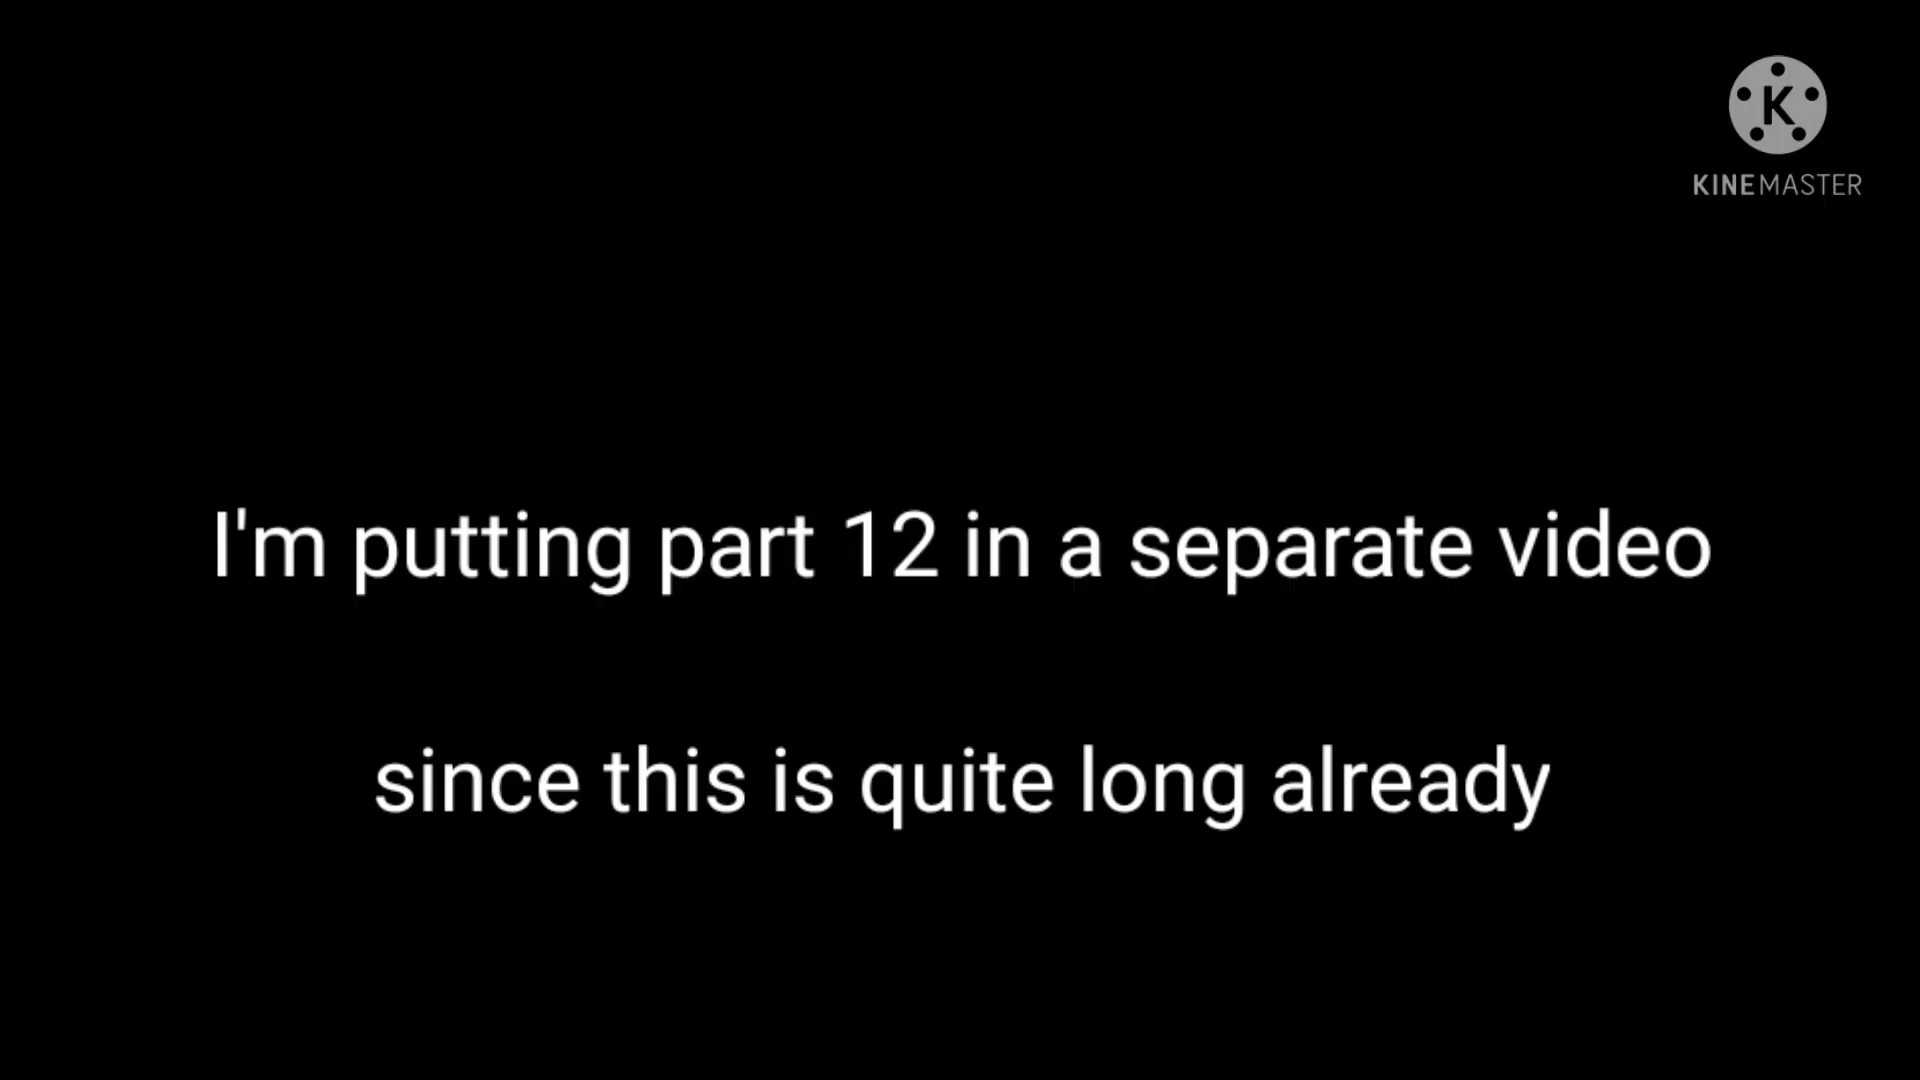 K
KINEMASTER
I'm putting part 12 in a separate video
since this is quite long already